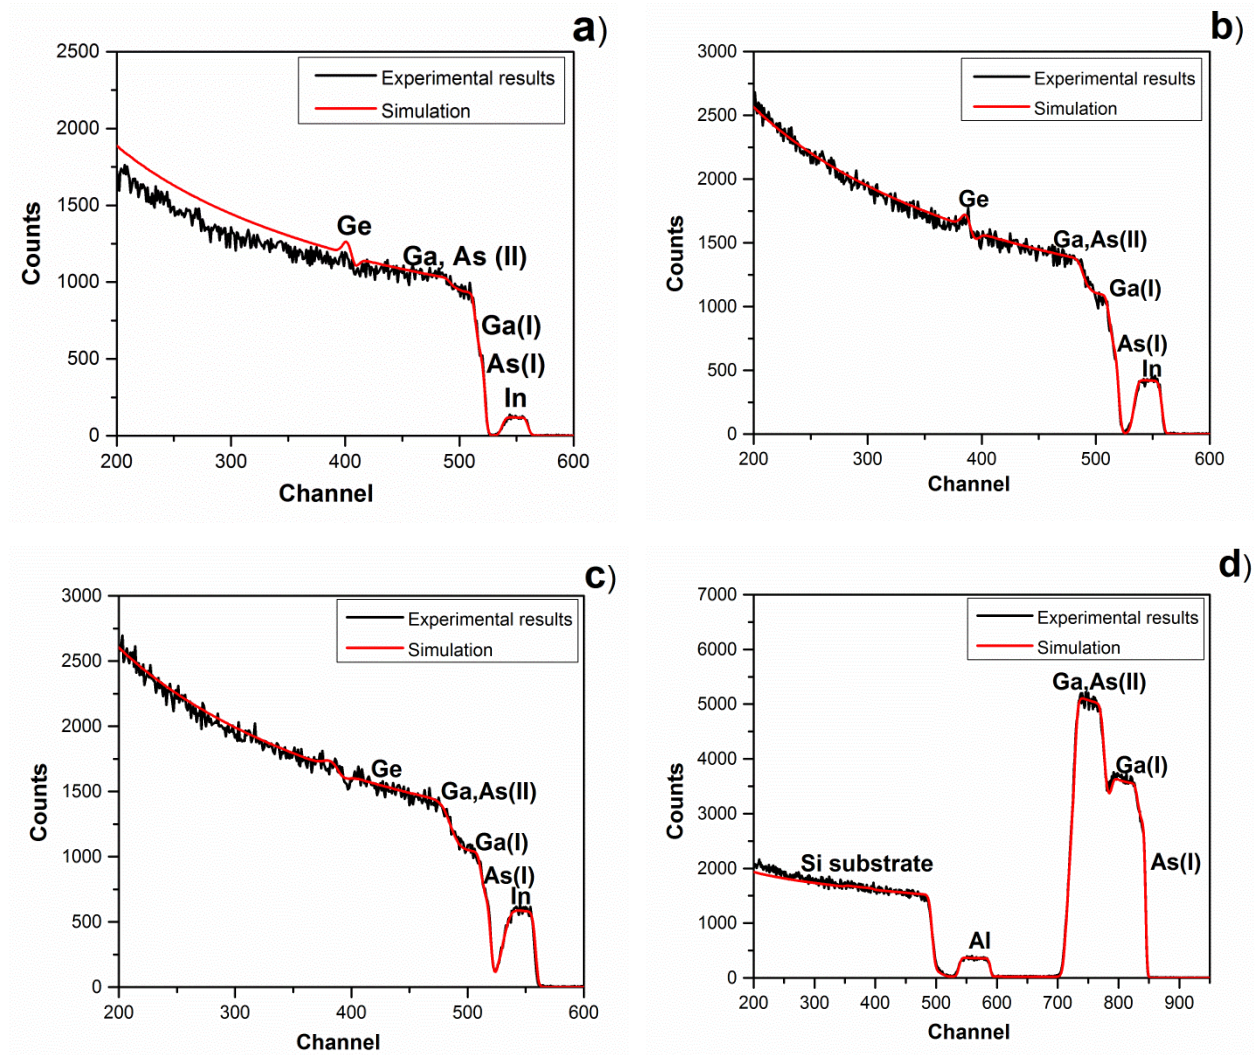 a)
2500
2000
1500
1000
500
0
Counts
Experimental results
Simulation
Ge
Ga, As (II)
Ga(I)
As(I)
In
200 300 400 500 600
Channel
b)
3000
2500
2000
1500
1000
500
0
Counts
Experimental results
Simulation
Ge
Ga,As(II)
Ga(I)
As(I)
In
200 300 400 500 600
Channel
c)
3000
2500
2000
1500
1000
500
0
Counts
Experimental results
Simulation
Ge
Ga,As(II)
Ga(I)
As(I)
In
200 300 400 500 600
Channel
d)
7000
6000
5000
4000
3000
2000
1000
0
Counts
Experimental results
Simulation
Ga,As(II)
Ga(I)
As(I)
Si substrate
Al
200 300 400 500 600 700 800 900
Channel